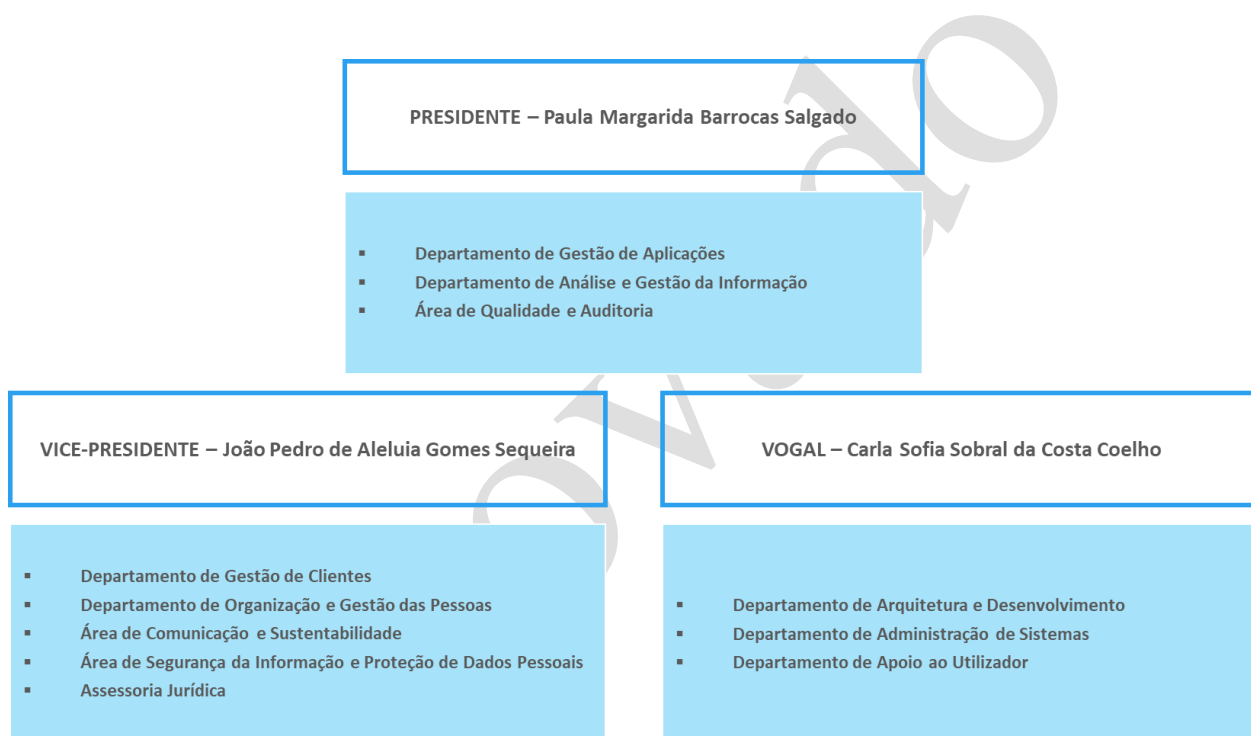 PRESIDENTE – Paula Margarida Barrocas Salgado
▪ Departamento de Gestão de Aplicações
▪ Departamento de Análise e Gestão da Informação
▪ Área de Qualidade e Auditoria
VICE-PRESIDENTE – João Pedro de Aleluia Gomes Sequeira
▪ Departamento de Gestão de Clientes
▪ Departamento de Organização e Gestão das Pessoas
▪ Área de Comunicação e Sustentabilidade
▪ Área de Segurança da Informação e Proteção de Dados Pessoais
▪ Assessoria Jurídica
VOGAL – Carla Sofia Sobral da Costa Coelho
▪ Departamento de Arquitetura e Desenvolvimento
▪ Departamento de Administração de Sistemas
▪ Departamento de Apoio ao Utilizador